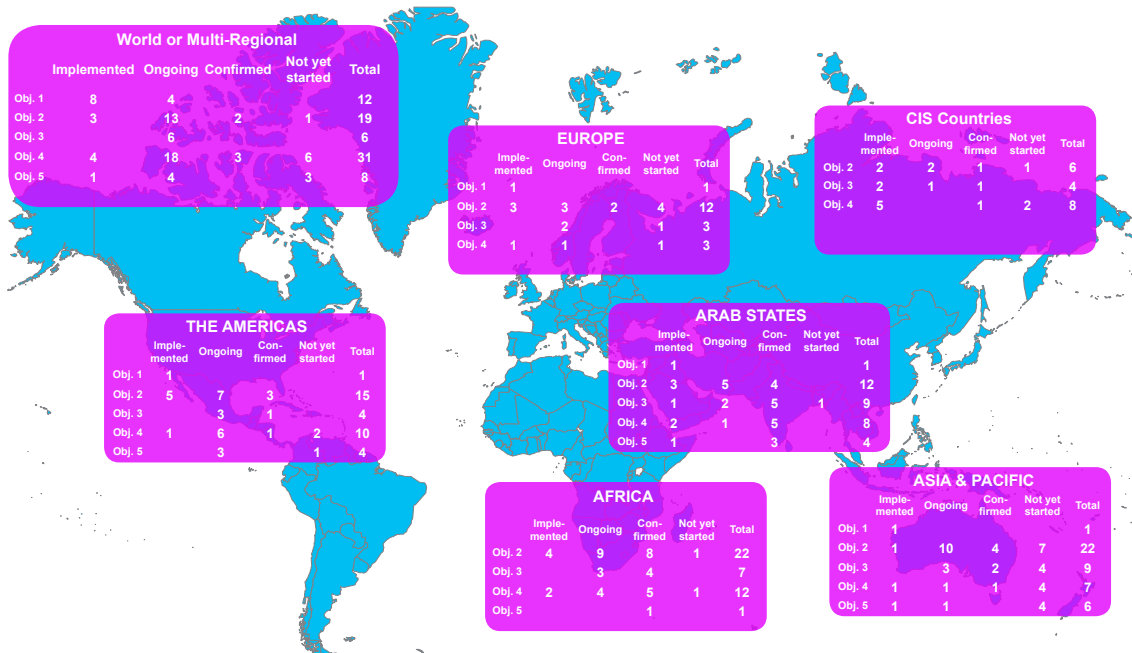 World or Multi-Regional
Implemented Ongoing Confirmed Not yet started Total
Obj. 1 8 4 12
Obj. 2 3 13 2 1 19
Obj. 3 6 6
Obj. 4 4 18 3 6 31
Obj. 5 1 4 3 8
EUROPE
Imple-mented Ongoing Con-firmed Not yet started Total
Obj. 1 1 1
Obj. 2 3 3 2 4 12
Obj. 3 2 1 3
Obj. 4 1 1 1 3
CIS Countries
Imple-mented Ongoing Con-firmed Not yet started Total
Obj. 2 2 2 1 1 6
Obj. 3 2 1 1 4
Obj. 4 5 1 2 8
THE AMERICAS
Imple-mented Ongoing Con-firmed Not yet started Total
Obj. 1 1 1
Obj. 2 5 7 3 15
Obj. 3 3 1 4
Obj. 4 1 6 1 2 10
Obj. 5 3 1 4
ARAB STATES
Imple-mented Ongoing Con-firmed Not yet started Total
Obj. 1 1 1
Obj. 2 3 5 4 12
Obj. 3 1 2 5 1 9
Obj. 4 2 1 5 8
Obj. 5 1 3 4
AFRICA
Imple-mented Ongoing Con-firmed Not yet started Total
Obj. 2 4 9 8 1 22
Obj. 3 3 4 7
Obj. 4 2 4 5 1 12
Obj. 5 1 1
ASIA & PACIFIC
Imple-mented Ongoing Con-firmed Not yet started Total
Obj. 1 1 1
Obj. 2 1 10 4 7 22
Obj. 3 3 2 4 9
Obj. 4 1 1 1 4 7
Obj. 5 1 1 4 6